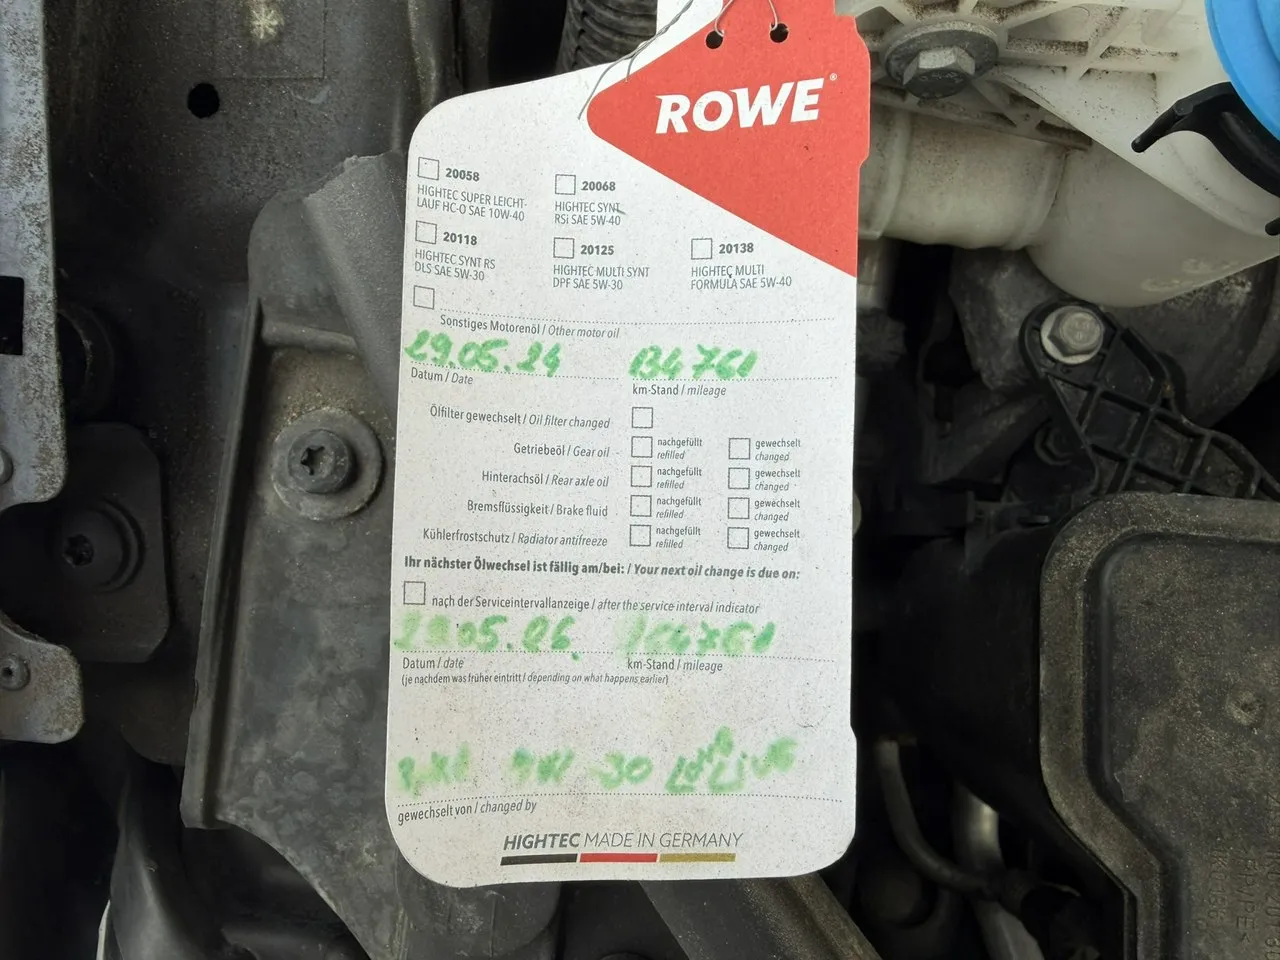 ROWE®
20058
HIGHTEC SUPER LEICHT-
LAUF HC-O SAE 10W-40
20068
HIGHTEC SYNT
RSi SAE 5W-40
20118
HIGHTEC SYNT RS
DLS SAE 5W-30
20125
HIGHTEC MULTI SYNT
DPF SAE 5W-30
20138
HIGHTEC MULTI
FORMULA SAE 5W-40
Sonstiges Motorenöl / Other motor oil
29.05.24 134761
Datum / Date km-Stand / mileage
Ölfilter gewechselt / Oil filter changed
Getriebeöl / Gear oil nachgefüllt refilled gewechselt changed
Hinterachsöl / Rear axle oil nachgefüllt refilled gewechselt changed
Bremsflüssigkeit / Brake fluid nachgefüllt refilled gewechselt changed
Kühlerfrostschutz / Radiator antifreeze nachgefüllt refilled gewechselt changed
Ihr nächster Ölwechsel ist fällig am/bei: / Your next oil change is due on:
nach der Serviceintervallanzeige / after the service interval indicator
29.05.26.
Datum / date km-Stand / mileage
(je nachdem was früher eintritt / depending on what happens earlier)
30
gewechselt von / changed by
HIGHTEC MADE IN GERMANY